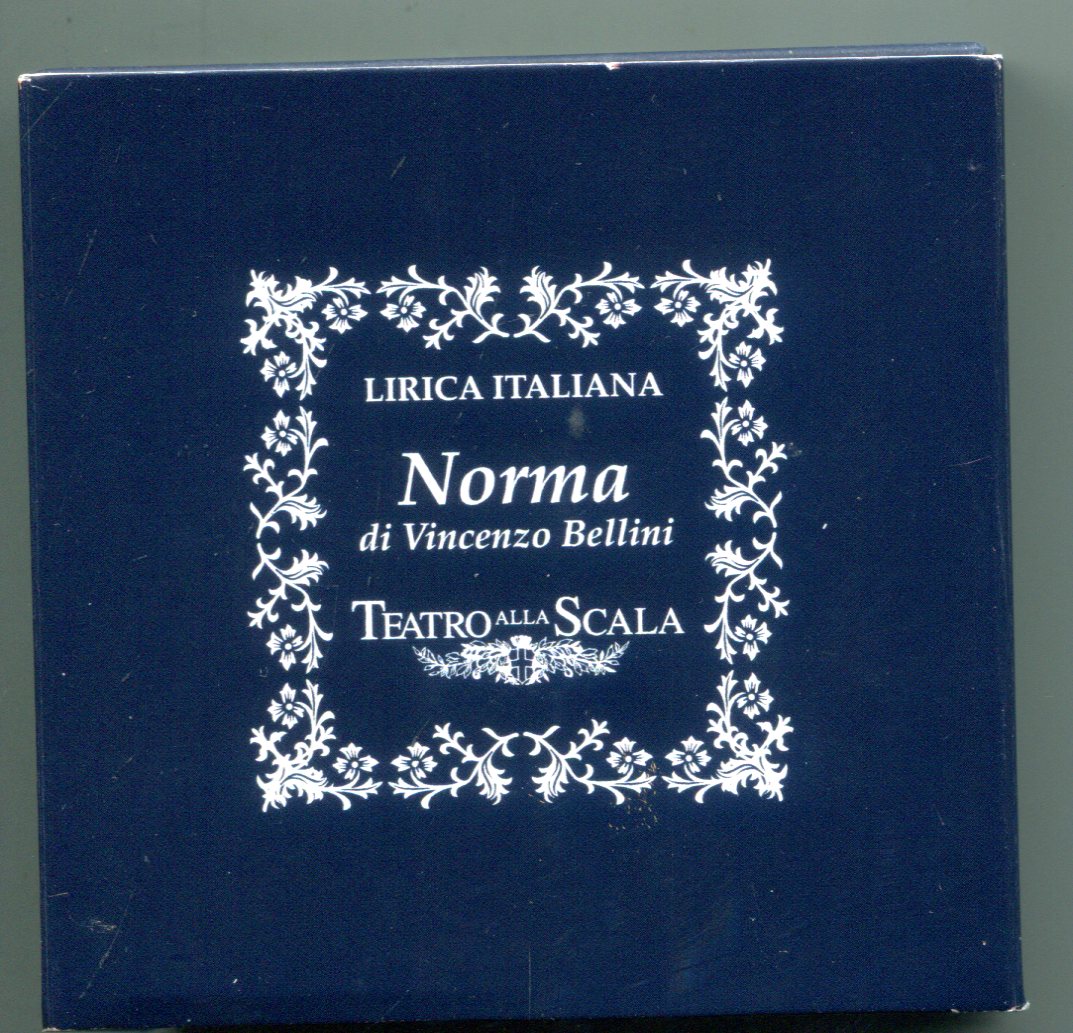 LIRICA ITALIANA
Norma
di Vincenzo Bellini
TEATRO ALLA SCALA